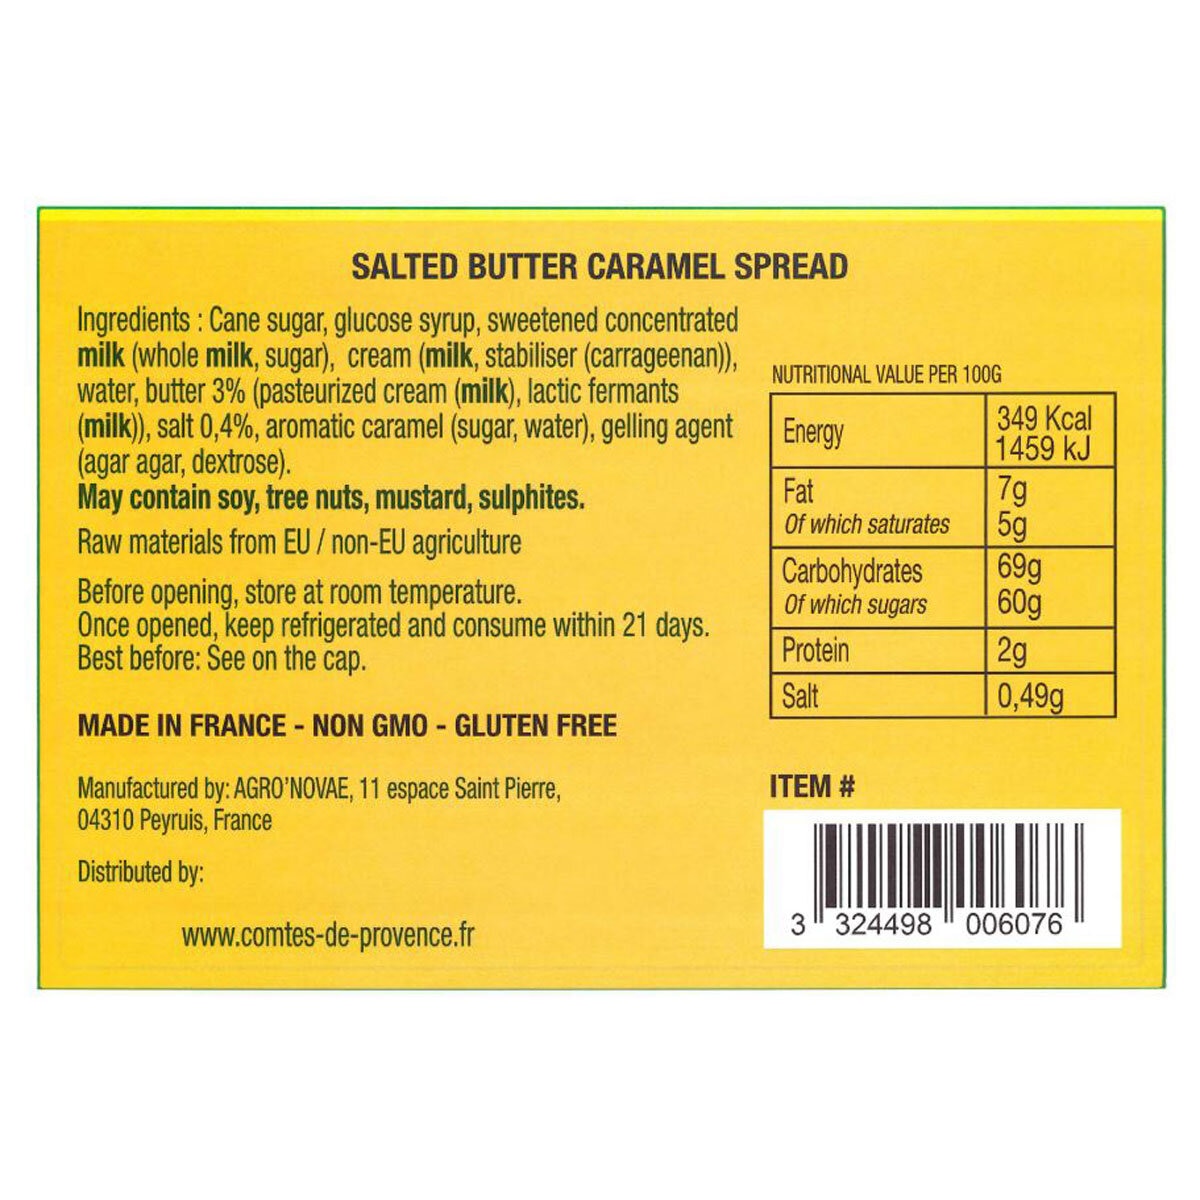 SALTED BUTTER CARAMEL SPREAD
Ingredients : Cane sugar, glucose syrup, sweetened concentrated
milk (whole milk, sugar), cream (milk, stabiliser (carrageenan)),
water, butter 3% (pasteurized cream (milk), lactic fermants
(milk)), salt 0,4%, aromatic caramel (sugar, water), gelling agent
(agar agar, dextrose).
May contain soy, tree nuts, mustard, sulphites.
Raw materials from EU / non-EU agriculture
Before opening, store at room temperature.
Once opened, keep refrigerated and consume within 21 days.
Best before: See on the cap.
MADE IN FRANCE - NON GMO - GLUTEN FREE
Manufactured by: AGRO'NOVAE, 11 espace Saint Pierre,
04310 Peyruis, France
Distributed by:
www.comtes-de-provence.fr
NUTRITIONAL VALUE PER 100G
Energy 349 Kcal
1459 kJ
Fat 7g
Of which saturates 5g
Carbohydrates 69g
Of which sugars 60g
Protein 2g
Salt 0,49g
ITEM #
3 324498 006076